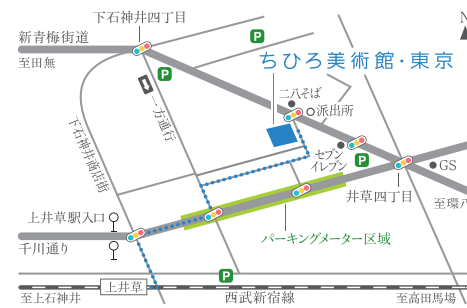 下石神井四丁目
N
新青梅街道
至田無
P
P
ちひろ美術館・東京
二八そば
派出所
一方通行
下石神井商店街
セブン
イレブン
P
GS
井草四丁目
至環八
上井草駅入口
千川通り
パーキングメーター区域
P
至上石神井
上井草
西武新宿線
至高田馬場